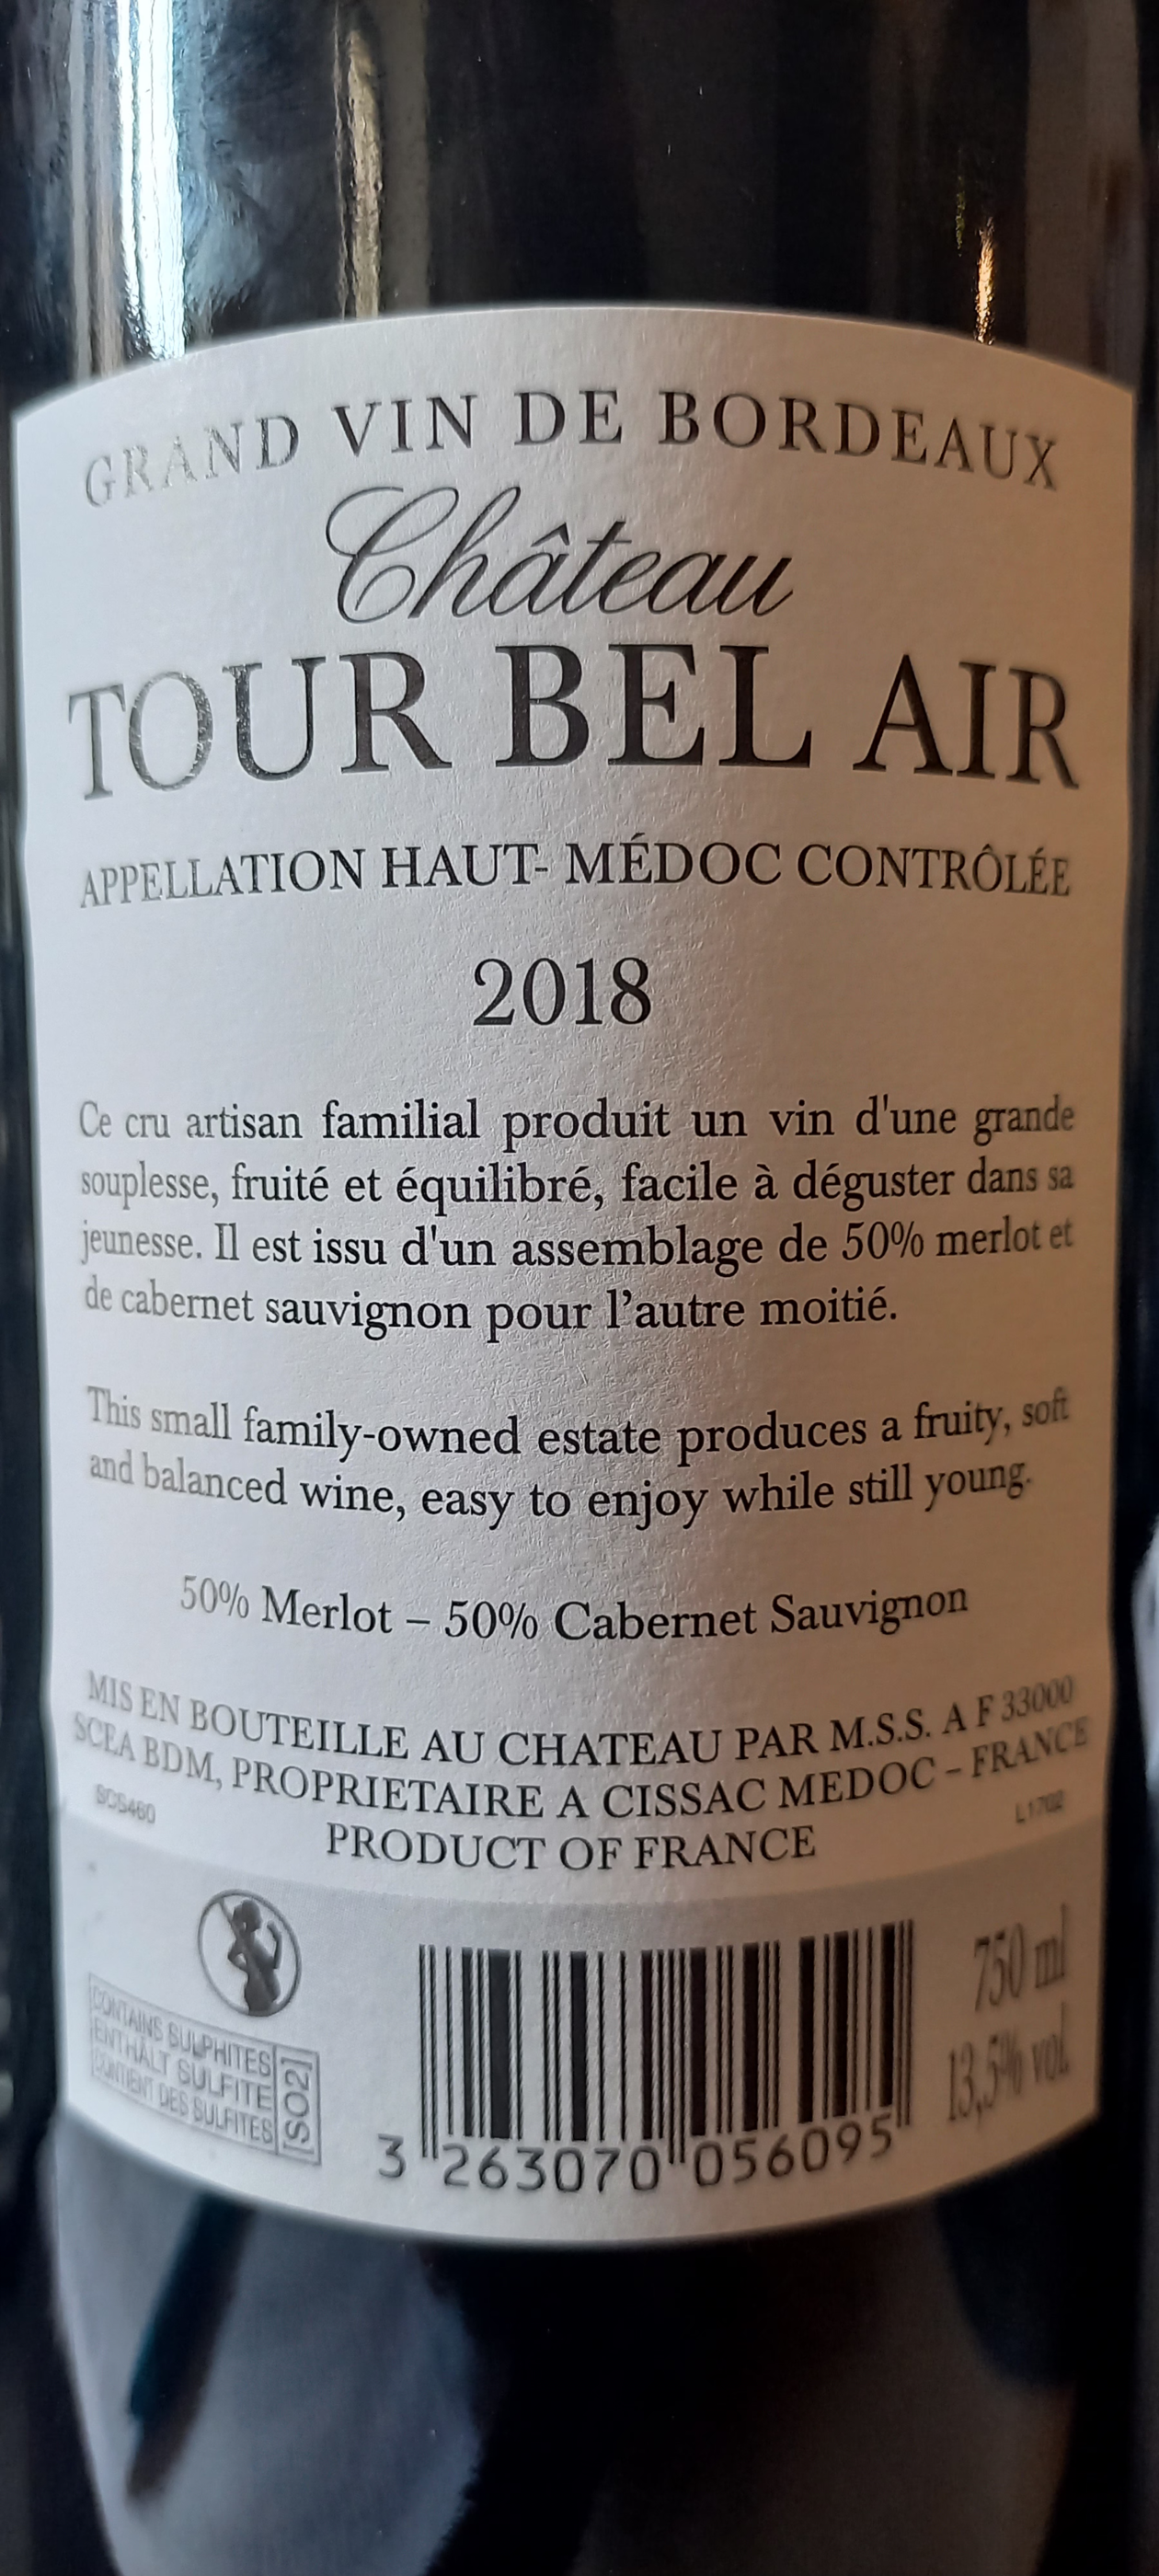 GRAND VIN DE BORDEAUX
Château
TOUR BEL AIR
APPELLATION HAUT- MÉDOC CONTRÔLÉE
2018
Ce cru artisan familial produit un vin d'une grande
souplesse, fruité et équilibré, facile à déguster dans sa
jeunesse. Il est issu d'un assemblage de 50% merlot et
de cabernet sauvignon pour l’autre moitié.
This small family-owned estate produces a fruity, soft
and balanced wine, easy to enjoy while still young.
50% Merlot – 50% Cabernet Sauvignon
MIS EN BOUTEILLE AU CHATEAU PAR M.S.S. A F 33000
SCEA BDM, PROPRIETAIRE A CISSAC MEDOC – FRANCE
L1702
PRODUCT OF FRANCE
750 ml
13,5% vol.
CONTAINS SULPHITES
ENTHÄLT SULFITE
CONTIENT DES SULFITES
SO2
3 263070 056095